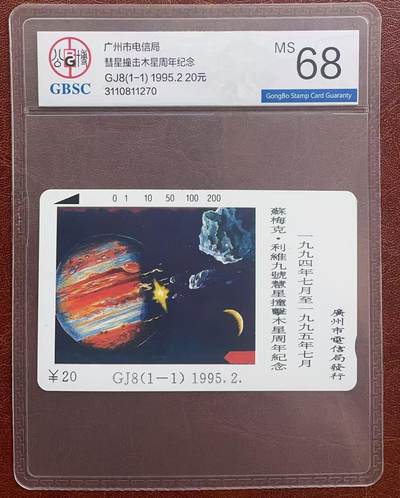 公博
GBSC
广州市电信局
彗星撞击木星周年纪念
GJ8(1-1) 1995.2 20元
3110811270
MS
68
GongBo Stamp Card Guaranty
0 1 10 50 100 200
一九九四年七月至一九九五年七月
蘇梅克·利維九號慧星撞擊木星周年紀念
廣州市電信局發行
¥20
GJ8(1-1) 1995.2.